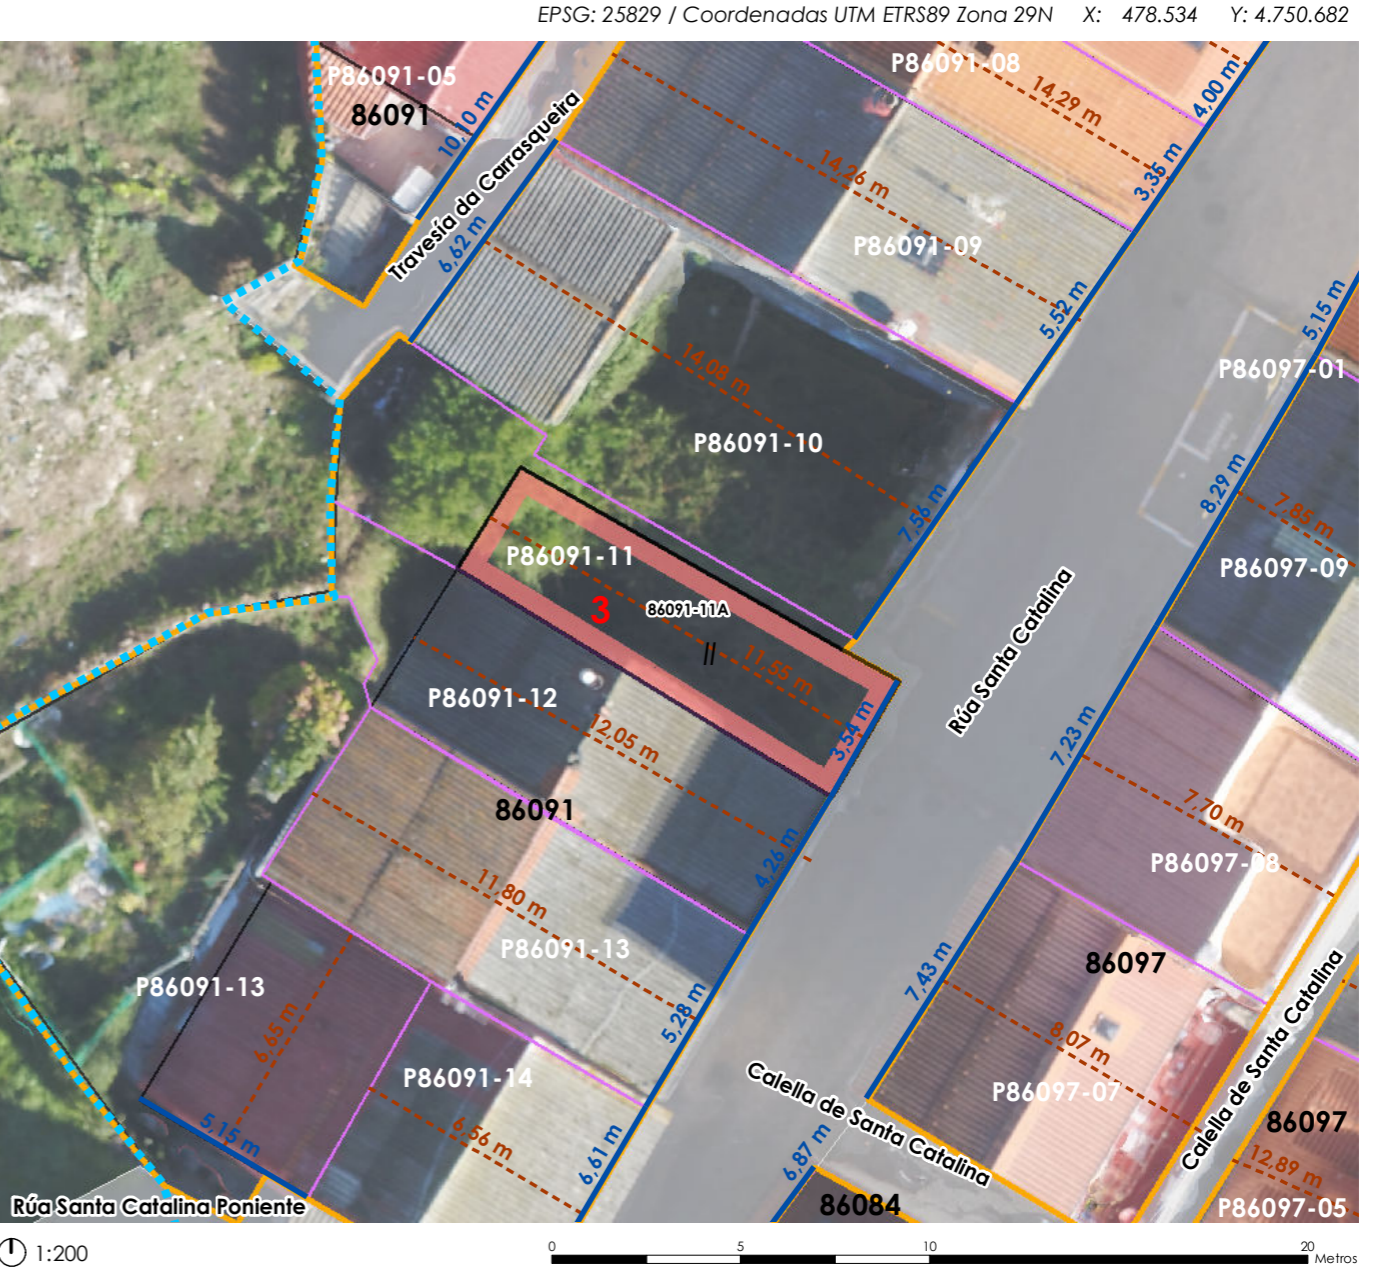 EPSG: 25829 / Coordenadas UTM ETRS89 Zona 29N X: 478.534 Y: 4.750.682
P86091-05
86091
10,10 m
Travesía da Carrasqueira
6,62 m
P86091-08
14,29 m
4,00 m
3,35 m
14,26 m
P86091-09
5,52 m
5,15 m
P86097-01
14,08 m
P86091-10
7,56 m
8,29 m
7,85 m
P86097-09
P86091-11
3
86091-11A
II
11,55 m
3,54 m
Rúa Santa Catalina
P86091-12
12,05 m
7,23 m
7,70 m
P86097-08
86091
4,26 m
11,80 m
P86091-13
5,28 m
7,43 m
86097
P86091-13
6,65 m
8,07 m
P86091-14
P86097-07
Calella de Santa Catalina
Calella de Santa Catalina
5,15 m
6,56 m
6,61 m
6,87 m
86097
12,89 m
Rúa Santa Catalina Poniente
86084
P86097-05
1:200
0 5 10 20
Metros